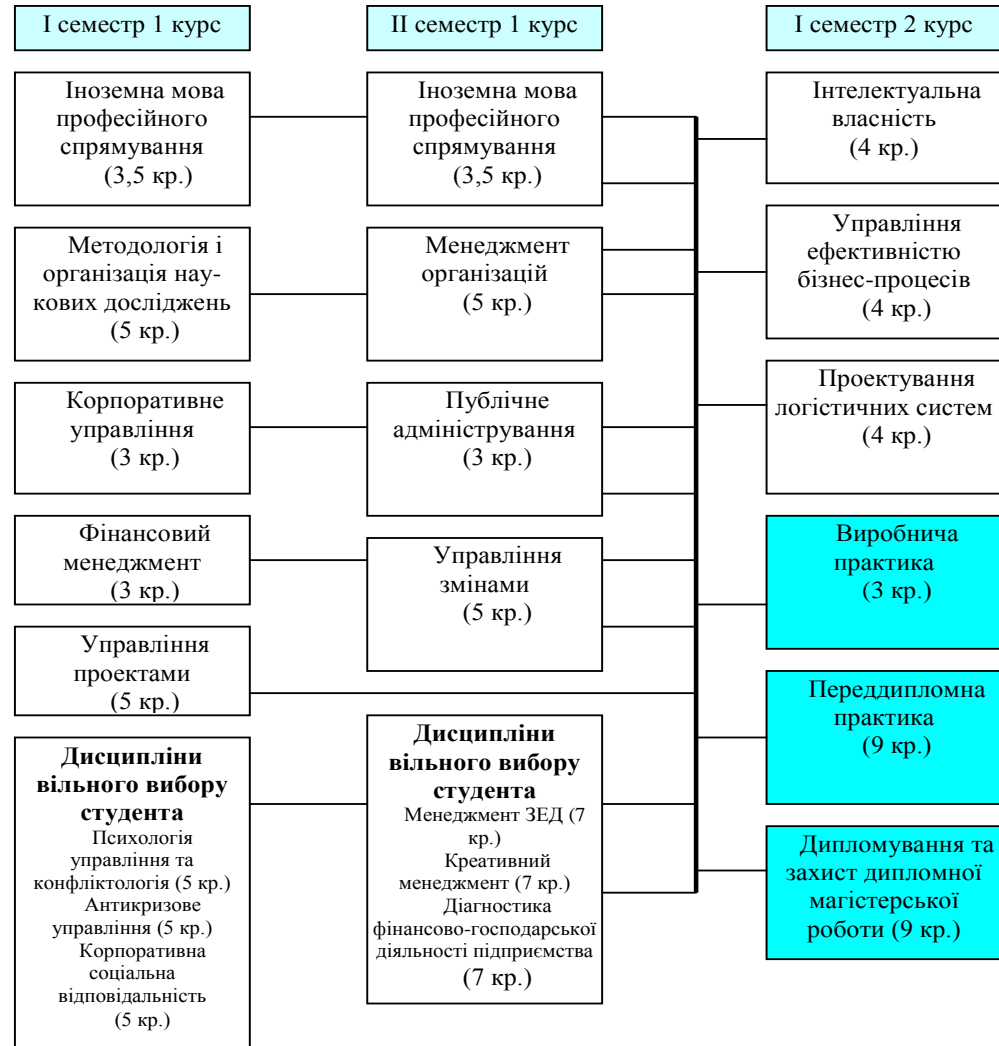 І семестр 1 курс
Іноземна мова
професійного
спрямування
(3,5 кр.)
Методологія і
організація нау-
кових досліджень
(5 кр.)
Корпоративне
управління
(3 кр.)
Фінансовий
менеджмент
(3 кр.)
Управління
проектами
(5 кр.)
Дисципліни
вільного вибору
студента
Психологія
управління та
конфліктологія (5 кр.)
Антикризове
управління (5 кр.)
Корпоративна
соціальна
відповідальність
(5 кр.)
ІІ семестр 1 курс
Іноземна мова
професійного
спрямування
(3,5 кр.)
Менеджмент
організацій
(5 кр.)
Публічне
адміністрування
(3 кр.)
Управління
змінами
(5 кр.)
Дисципліни
вільного вибору
студента
Менеджмент ЗЕД (7
кр.)
Креативний
менеджмент (7 кр.)
Діагностика
фінансово-господарської
діяльності підприємства
(7 кр.)
І семестр 2 курс
Інтелектуальна
власність
(4 кр.)
Управління
ефективністю
бізнес-процесів
(4 кр.)
Проектування
логістичних систем
(4 кр.)
Виробнича
практика
(3 кр.)
Переддипломна
практика
(9 кр.)
Дипломування та
захист дипломної
магістерської
роботи (9 кр.)